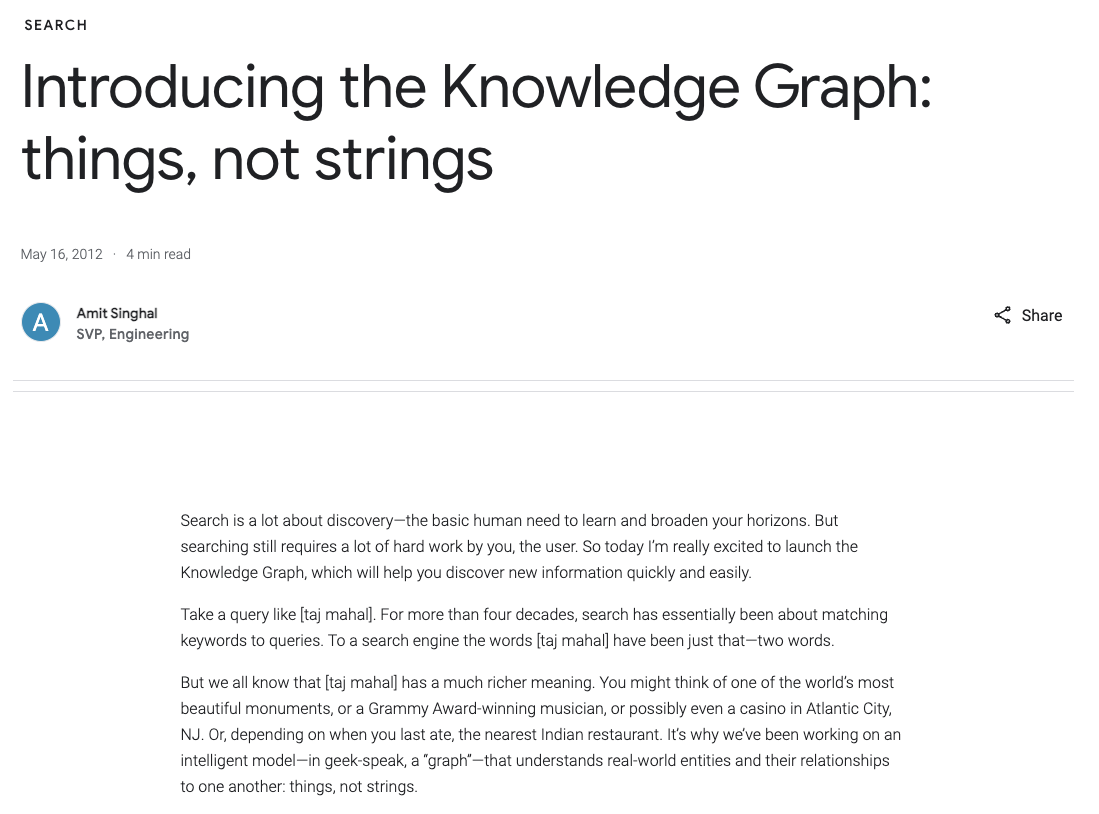 SEARCH
Introducing the Knowledge Graph:
things, not strings
May 16, 2012 · 4 min read
A
Amit Singhal
SVP, Engineering
Share
Search is a lot about discovery—the basic human need to learn and broaden your horizons. But
searching still requires a lot of hard work by you, the user. So today I’m really excited to launch the
Knowledge Graph, which will help you discover new information quickly and easily.
Take a query like [taj mahal]. For more than four decades, search has essentially been about matching
keywords to queries. To a search engine the words [taj mahal] have been just that—two words.
But we all know that [taj mahal] has a much richer meaning. You might think of one of the world’s most
beautiful monuments, or a Grammy Award-winning musician, or possibly even a casino in Atlantic City,
NJ. Or, depending on when you last ate, the nearest Indian restaurant. It’s why we’ve been working on an
intelligent model—in geek-speak, a “graph”—that understands real-world entities and their relationships
to one another: things, not strings.